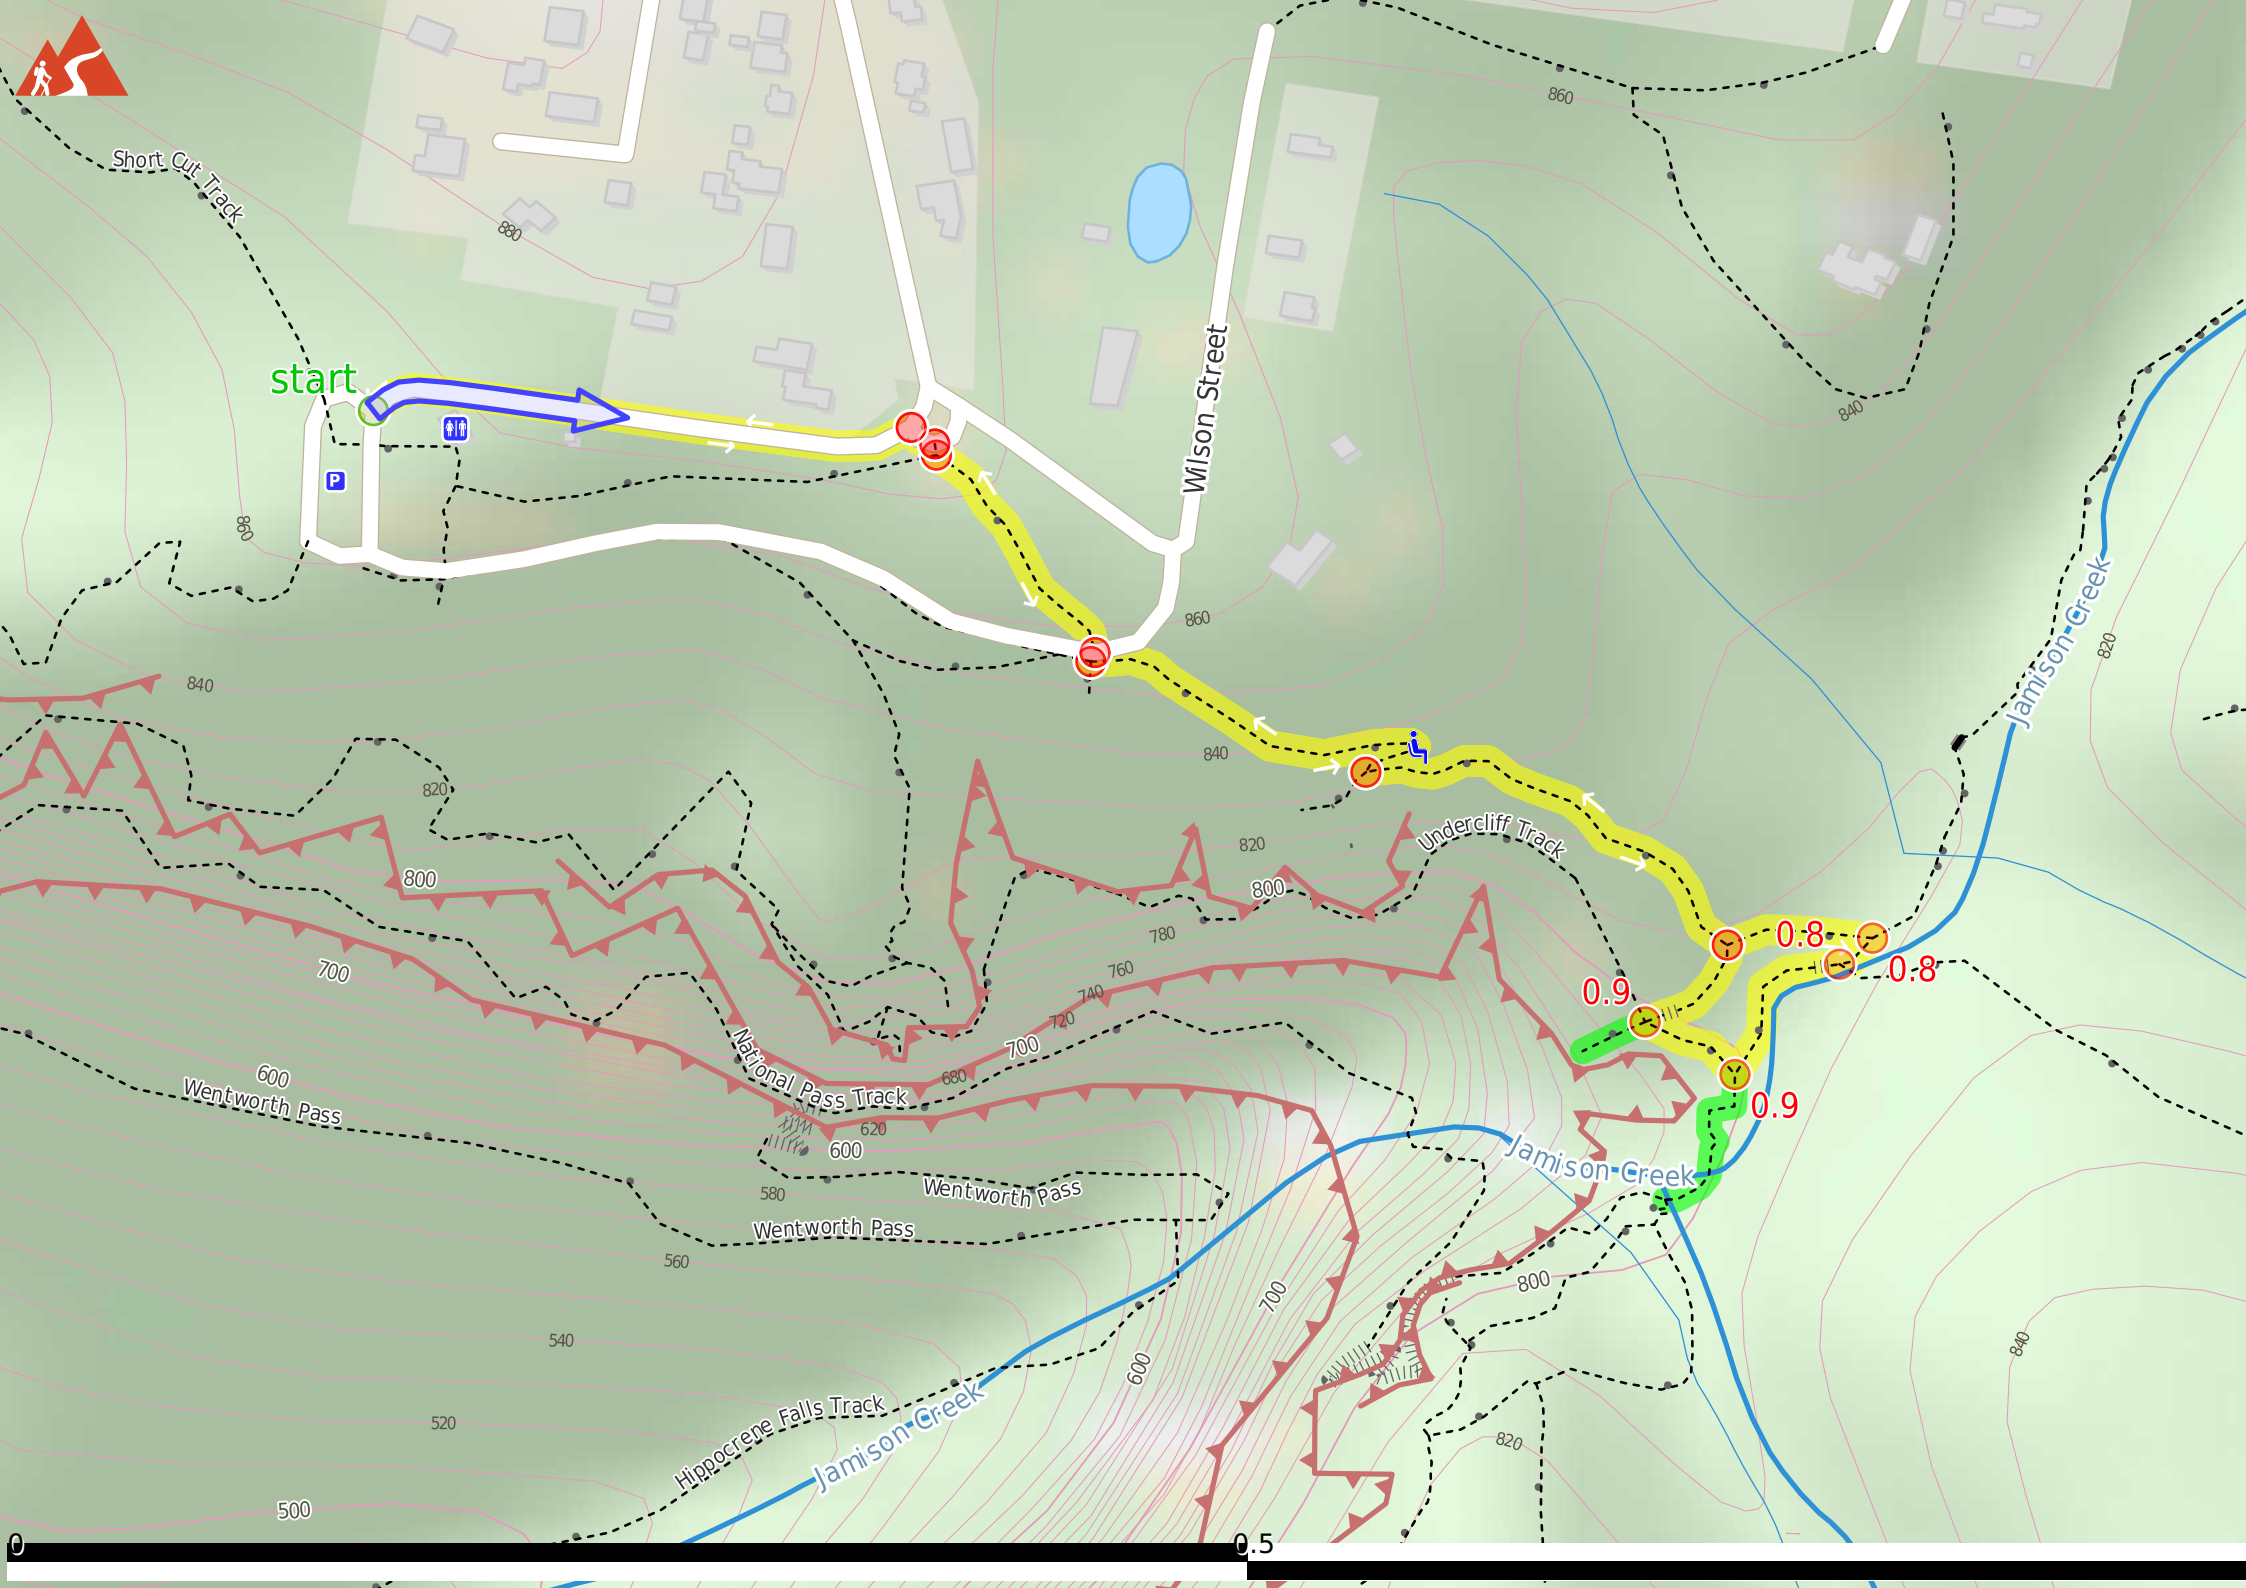 860
Short Cut Track
880
start
P
860
Wilson Street
860
840
840
820
840
Jamison Creek
820
Undercliff Track
820
800
800
780
760
740
720
700
680
0.8
0.8
0.9
0.9
700
600
Wentworth Pass
National Pass Track
620
600
580
Wentworth Pass
Wentworth Pass
560
540
520
500
Jamison Creek
800
700
600
840
820
Hippocrene Falls Track
Jamison Creek
0
0.5